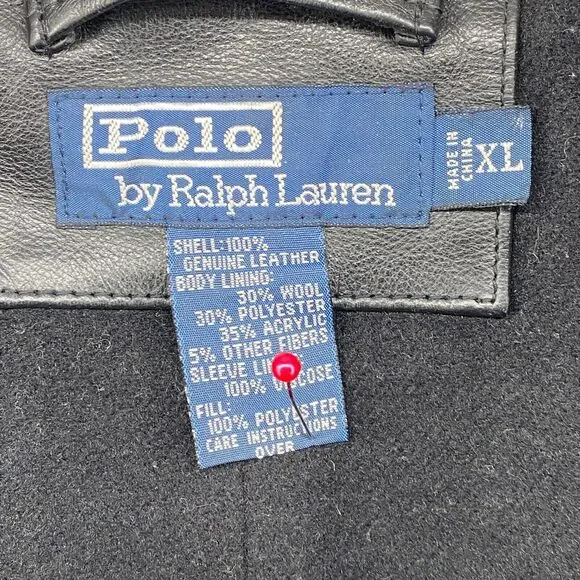 Polo
by Ralph Lauren
MADE IN
CHINA
XL
SHELL: 100%
GENUINE LEATHER
BODY LINING:
30% WOOL
30% POLYESTER
35% ACRYLIC
5% OTHER FIBERS
SLEEVE
100% VISCOSE
FILL:
100% POLYESTER
CARE INSTRUCTIONS
OVER